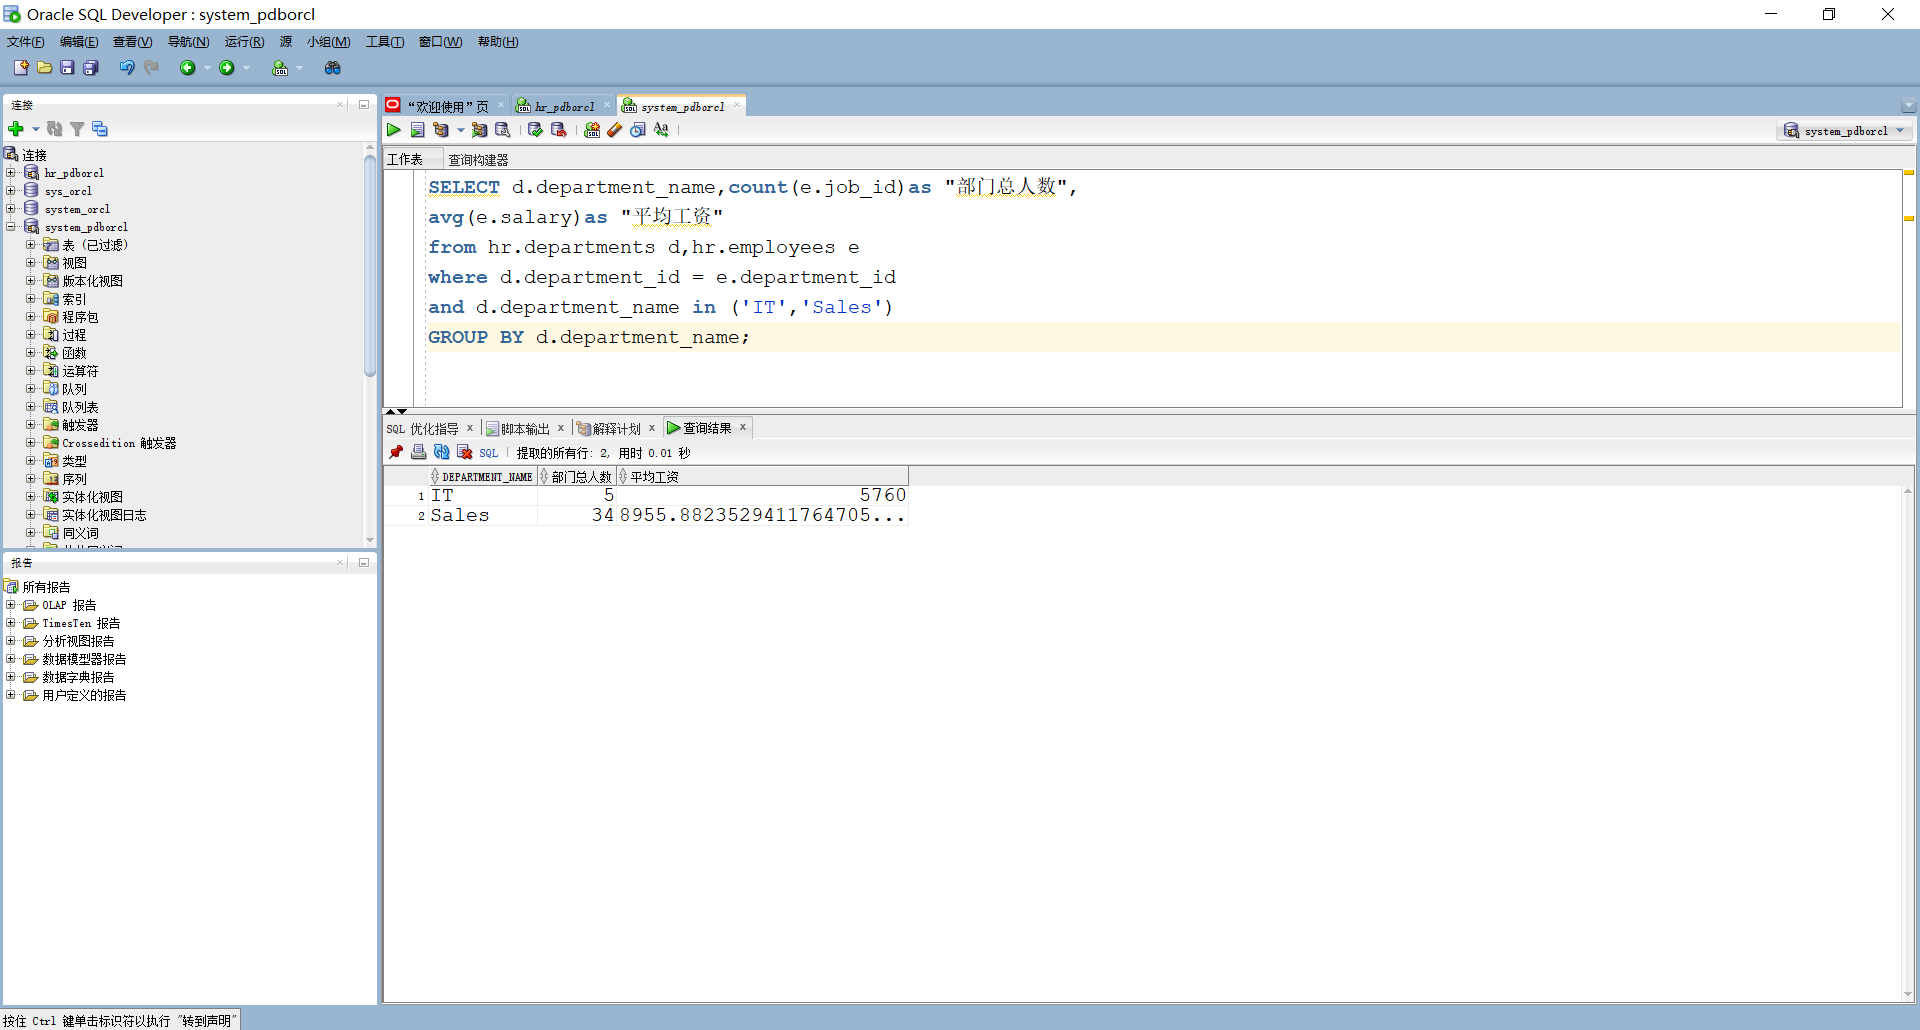 Oracle SQL Developer : system_pdborcl
文件(F) 编辑(E) 查看(V) 导航(N) 运行(R) 源 小组(M) 工具(T) 窗口(W) 帮助(H)
连接
连接
hr_pdborcl
sys_orcl
system_orcl
system_pdborcl
表 (已过滤)
视图
版本化视图
索引
程序包
过程
函数
运算符
队列
队列表
触发器
Crossedition 触发器
类型
序列
实体化视图
实体化视图日志
同义词
报告
所有报告
OLAP 报告
TimesTen 报告
分析视图报告
数据模型器报告
数据字典报告
用户定义的报告
“欢迎使用”页 hr_pdborcl system_pdborcl
system_pdborcl
工作表 查询构建器
SELECT d.department_name,count(e.job_id)as "部门总人数",
avg(e.salary)as "平均工资"
from hr.departments d,hr.employees e
where d.department_id = e.department_id
and d.department_name in ('IT','Sales')
GROUP BY d.department_name;
SQL 优化指导 脚本输出 解释计划 查询结果
SQL 提取的所有行: 2, 用时 0.01 秒
DEPARTMENT_NAME 部门总人数 平均工资
1 IT 5 5760
2 Sales 34 8955.8823529411764705...
按住 Ctrl 键单击标识符以执行 "转到声明"